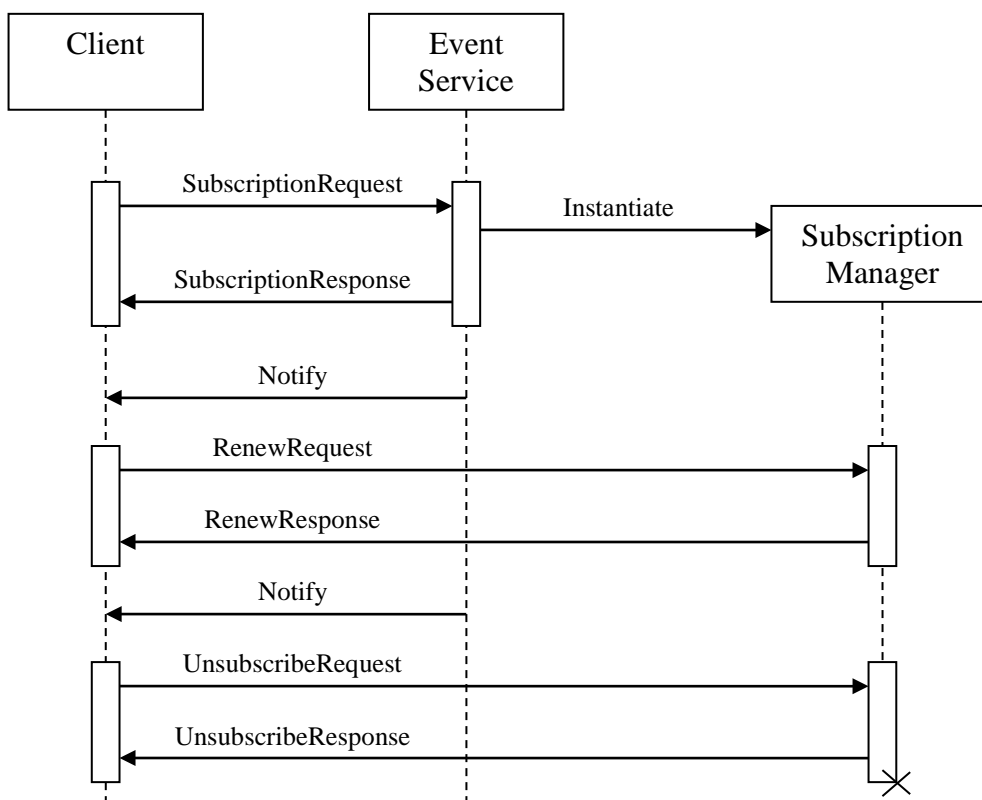 Client
Event
Service
SubscriptionRequest
Instantiate
Subscription
Manager
SubscriptionResponse
Notify
RenewRequest
RenewResponse
Notify
UnsubscribeRequest
UnsubscribeResponse